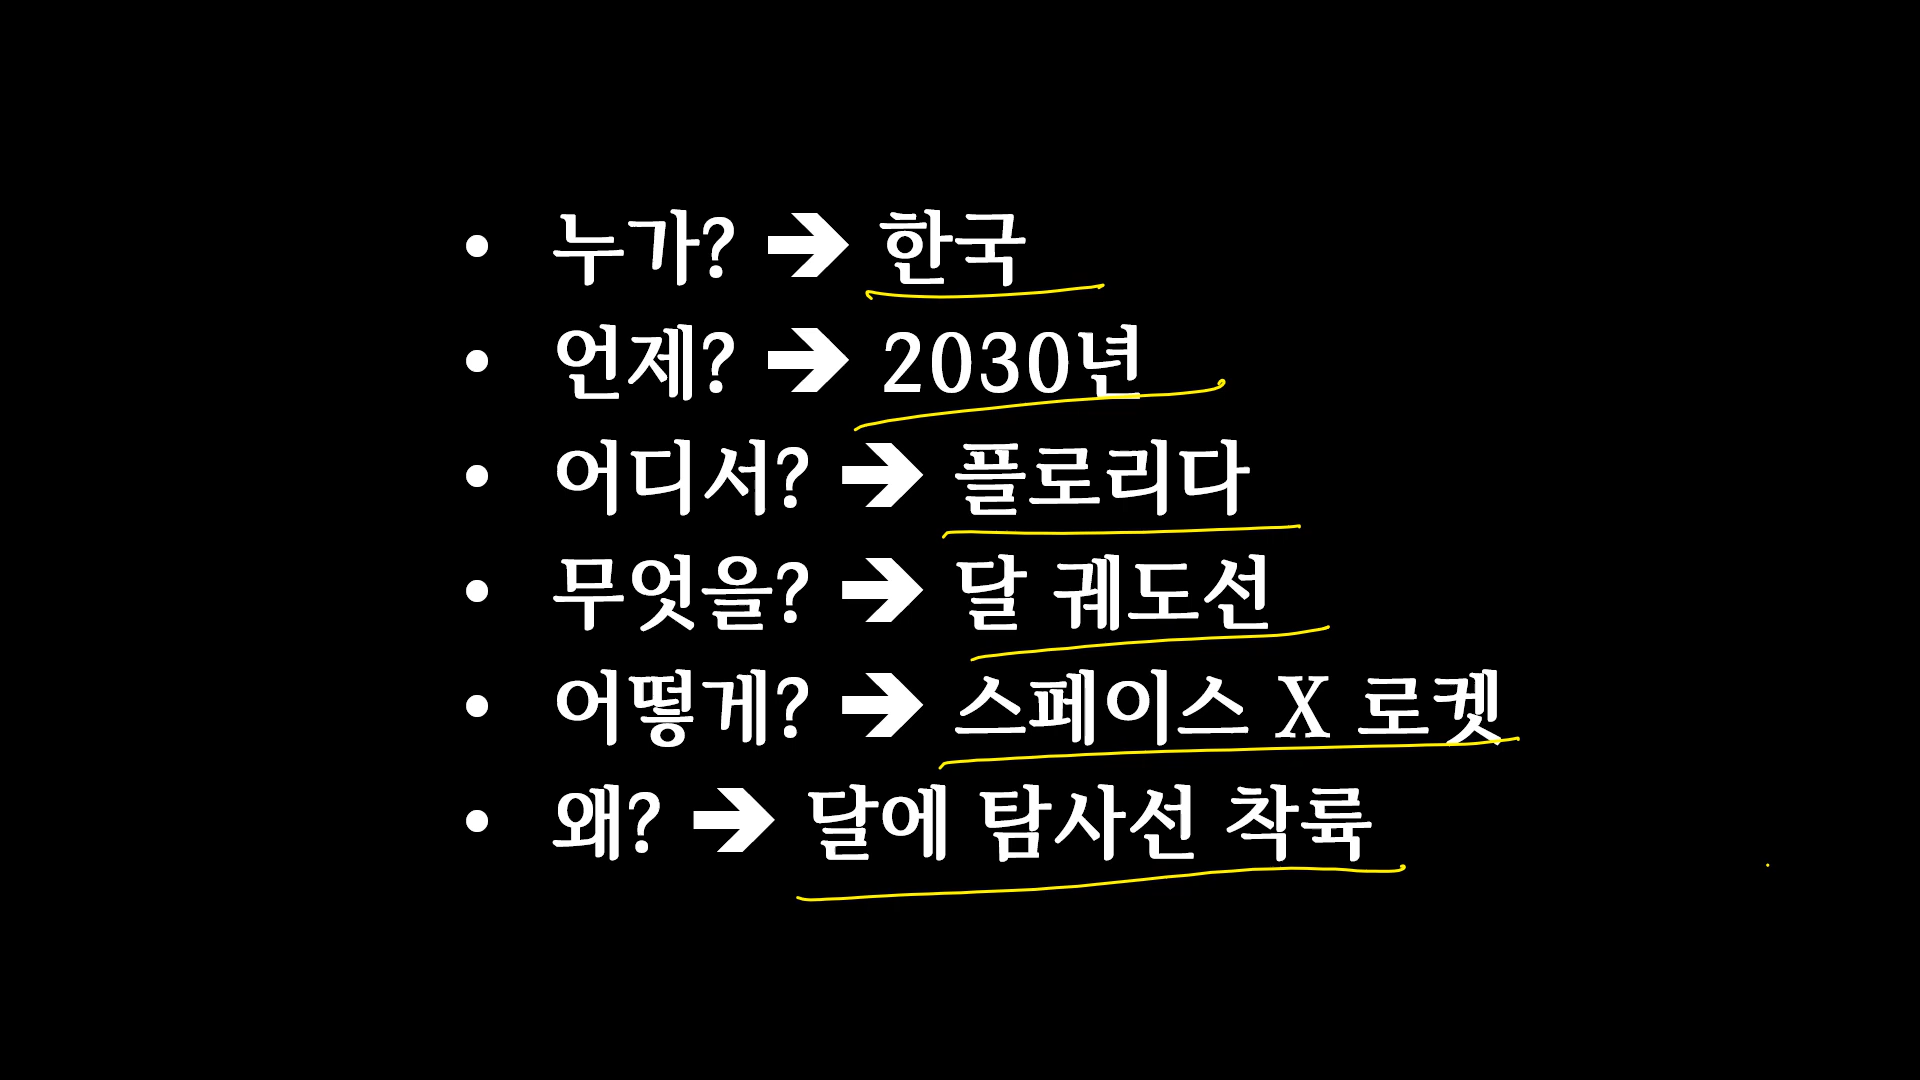 • 누가? ➔ 한국
• 언제? ➔ 2030년
• 어디서? ➔ 플로리다
• 무엇을? ➔ 달 궤도선
• 어떻게? ➔ 스페이스 X 로켓
• 왜? ➔ 달에 탐사선 착륙